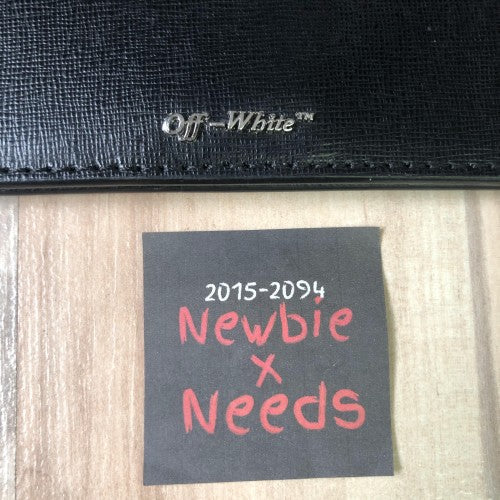 Off-White™
2015-2094
Newbie
x
Needs